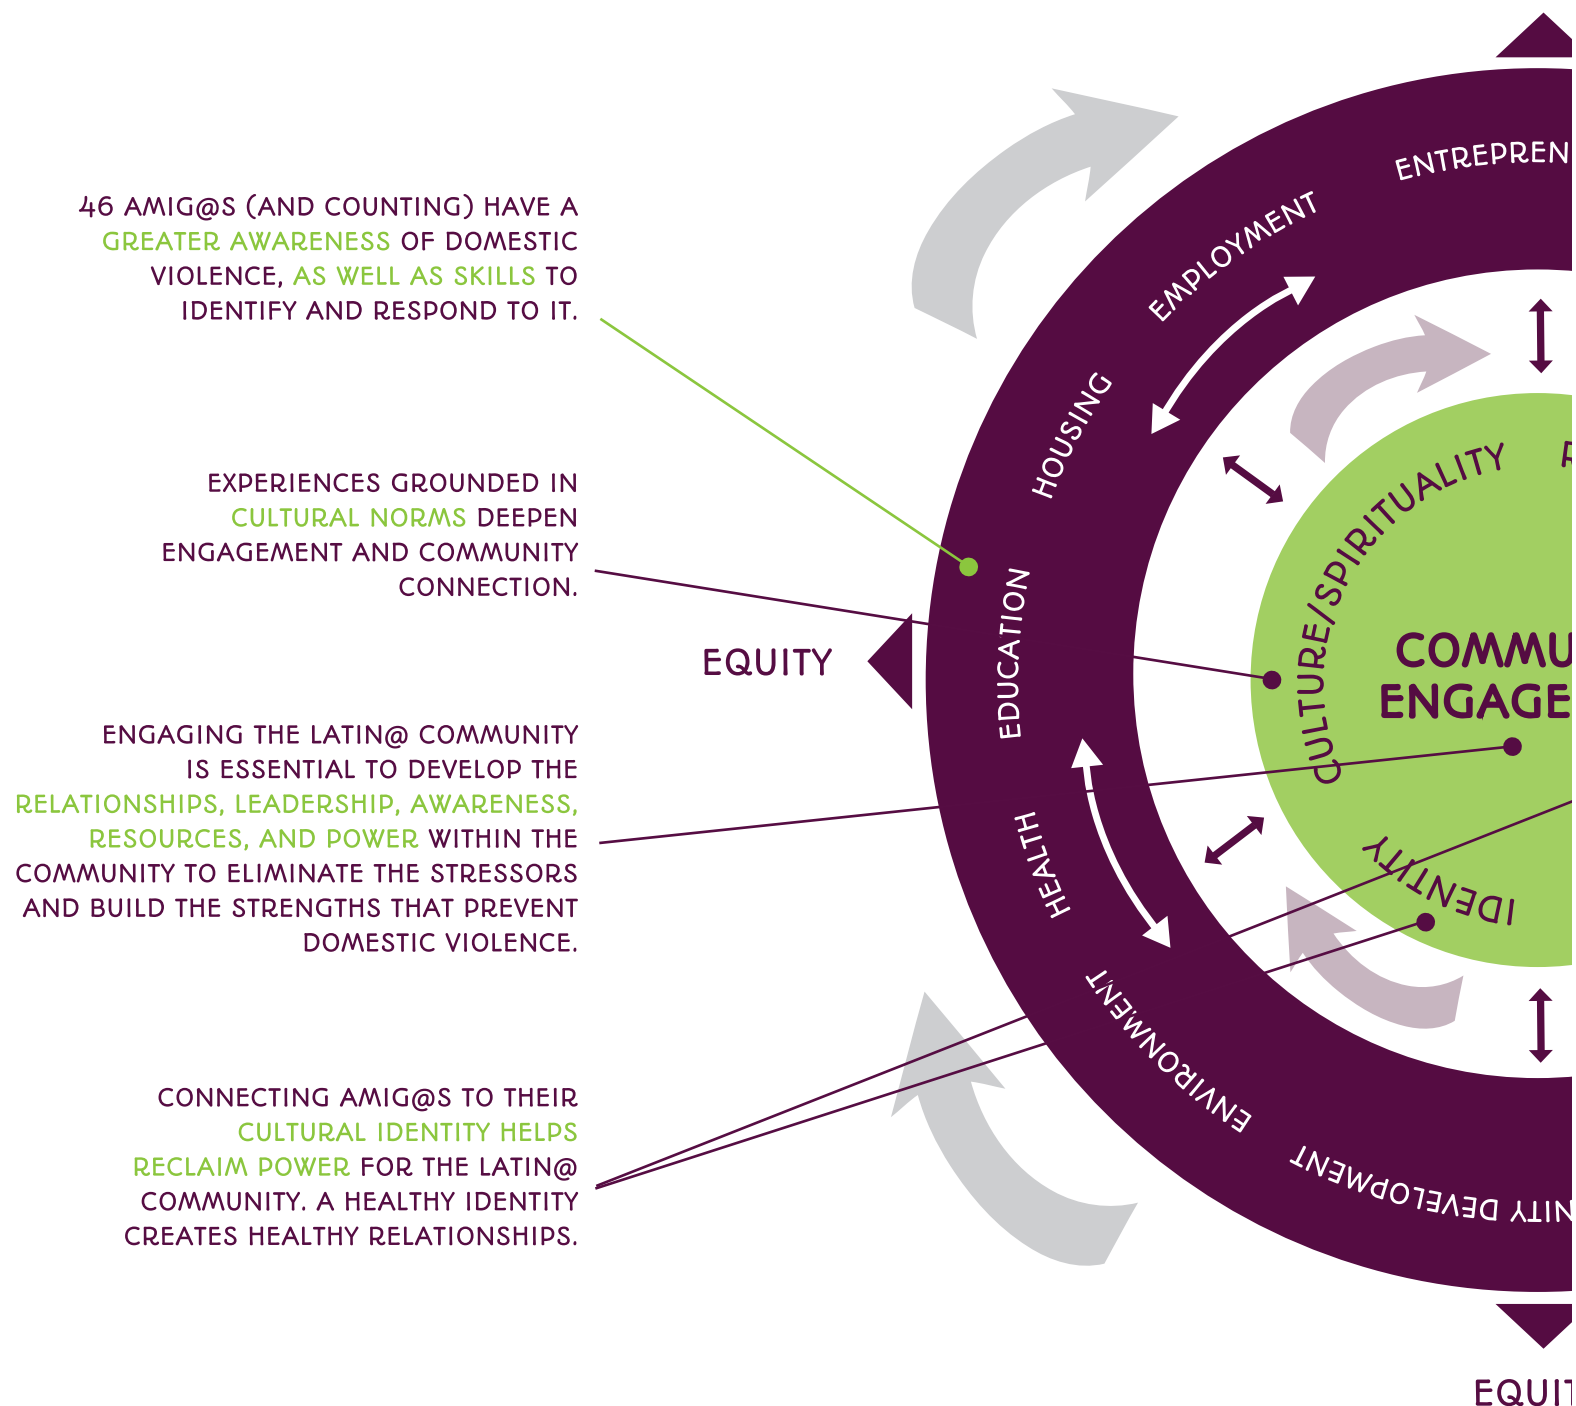 46 AMIG@S (AND COUNTING) HAVE A
GREATER AWARENESS OF DOMESTIC
VIOLENCE, AS WELL AS SKILLS TO
IDENTIFY AND RESPOND TO IT.
EXPERIENCES GROUNDED IN
CULTURAL NORMS DEEPEN
ENGAGEMENT AND COMMUNITY
CONNECTION.
EQUITY
ENGAGING THE LATIN@ COMMUNITY
IS ESSENTIAL TO DEVELOP THE
RELATIONSHIPS, LEADERSHIP, AWARENESS,
RESOURCES, AND POWER WITHIN THE
COMMUNITY TO ELIMINATE THE STRESSORS
AND BUILD THE STRENGTHS THAT PREVENT
DOMESTIC VIOLENCE.
CONNECTING AMIG@S TO THEIR
CULTURAL IDENTITY HELPS
RECLAIM POWER FOR THE LATIN@
COMMUNITY. A HEALTHY IDENTITY
CREATES HEALTHY RELATIONSHIPS.
ENTREPREN
EMPLOYMENT
HOUSING
EDUCATION
HEALTH
ENVIRONMENT
NITY DEVELOPMENT
CULTURE/SPIRITUALITY
R
COMMU
ENGAGE
IDENTITY
EQUIT